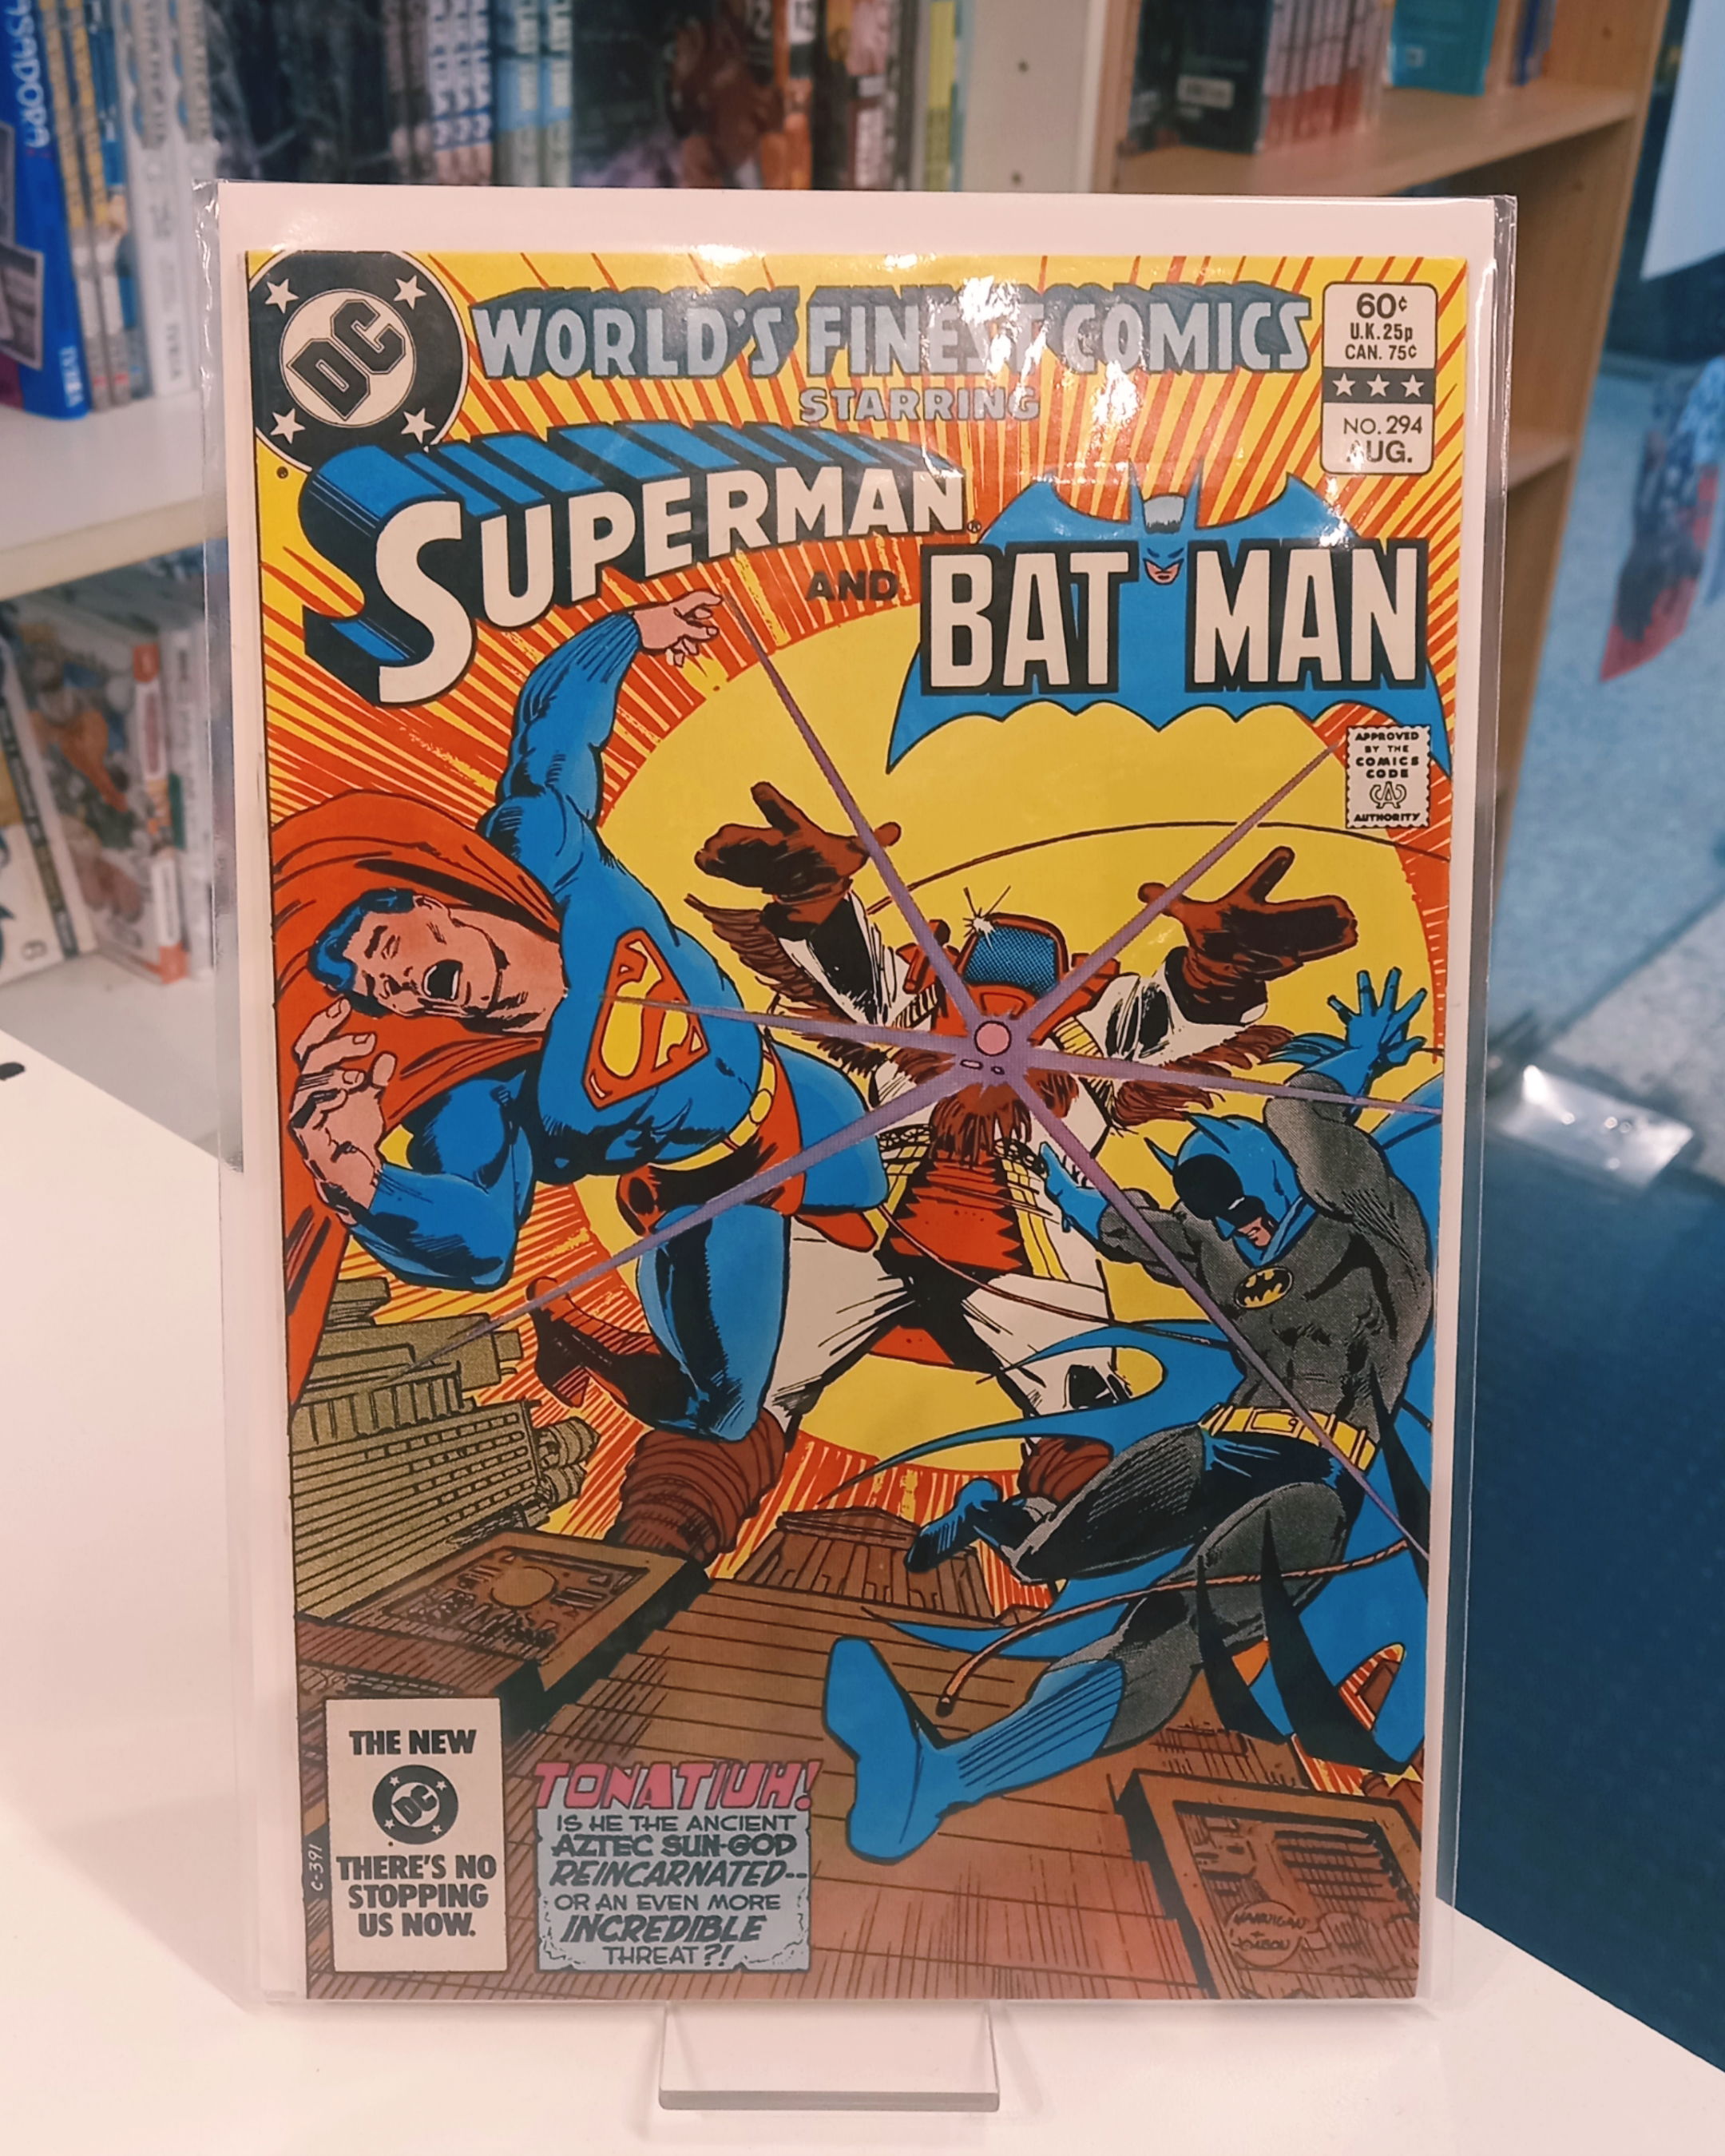 DC
WORLD'S FINEST COMICS
STARRING
60¢
U.K. 25p
CAN. 75¢
NO. 294
AUG.
SUPERMAN®
AND
BATMAN
APPROVED
BY THE
COMICS
CODE
CA
AUTHORITY
S
THE NEW
DC
THERE'S NO
STOPPING
US NOW.
G-391
TONATIUH!
IS HE THE ANCIENT
AZTEC SUN-GOD
REINCARNATED--
OR AN EVEN MORE
INCREDIBLE
THREAT?!